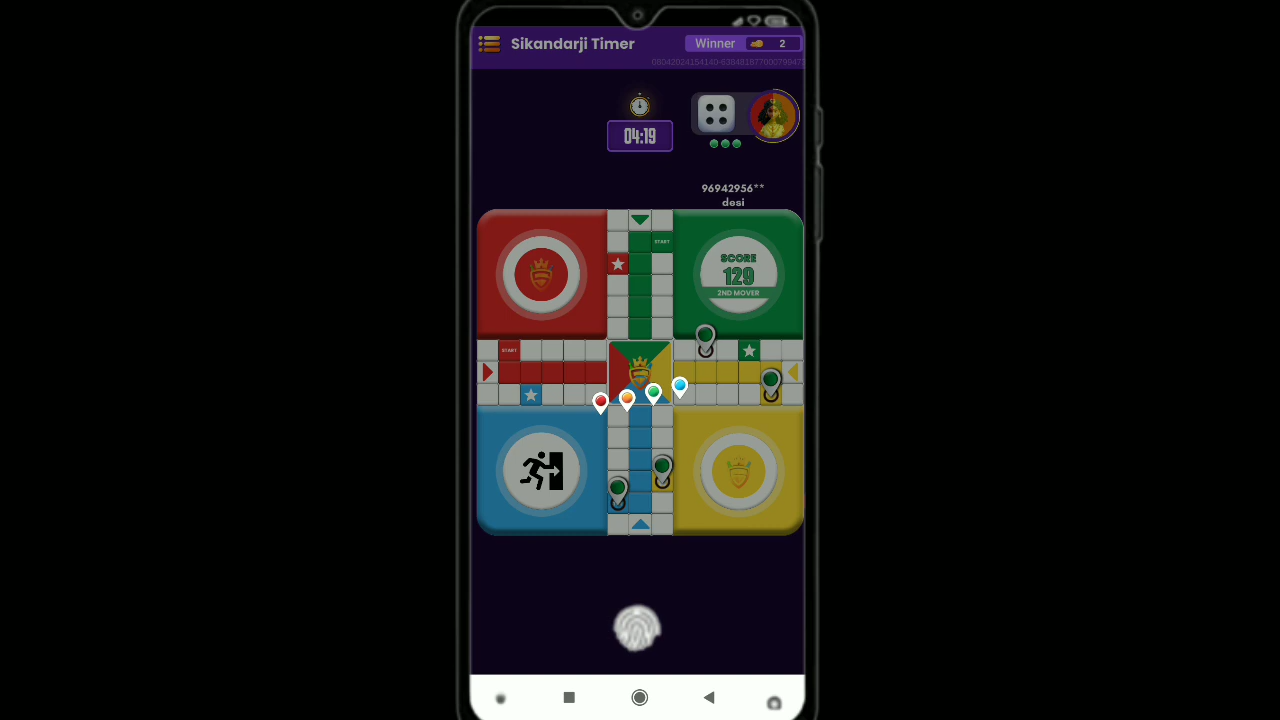 Sikandarji Timer
Winner 2
04:19
96942956**
desi
START
SCORE
129
2ND MOVER
START